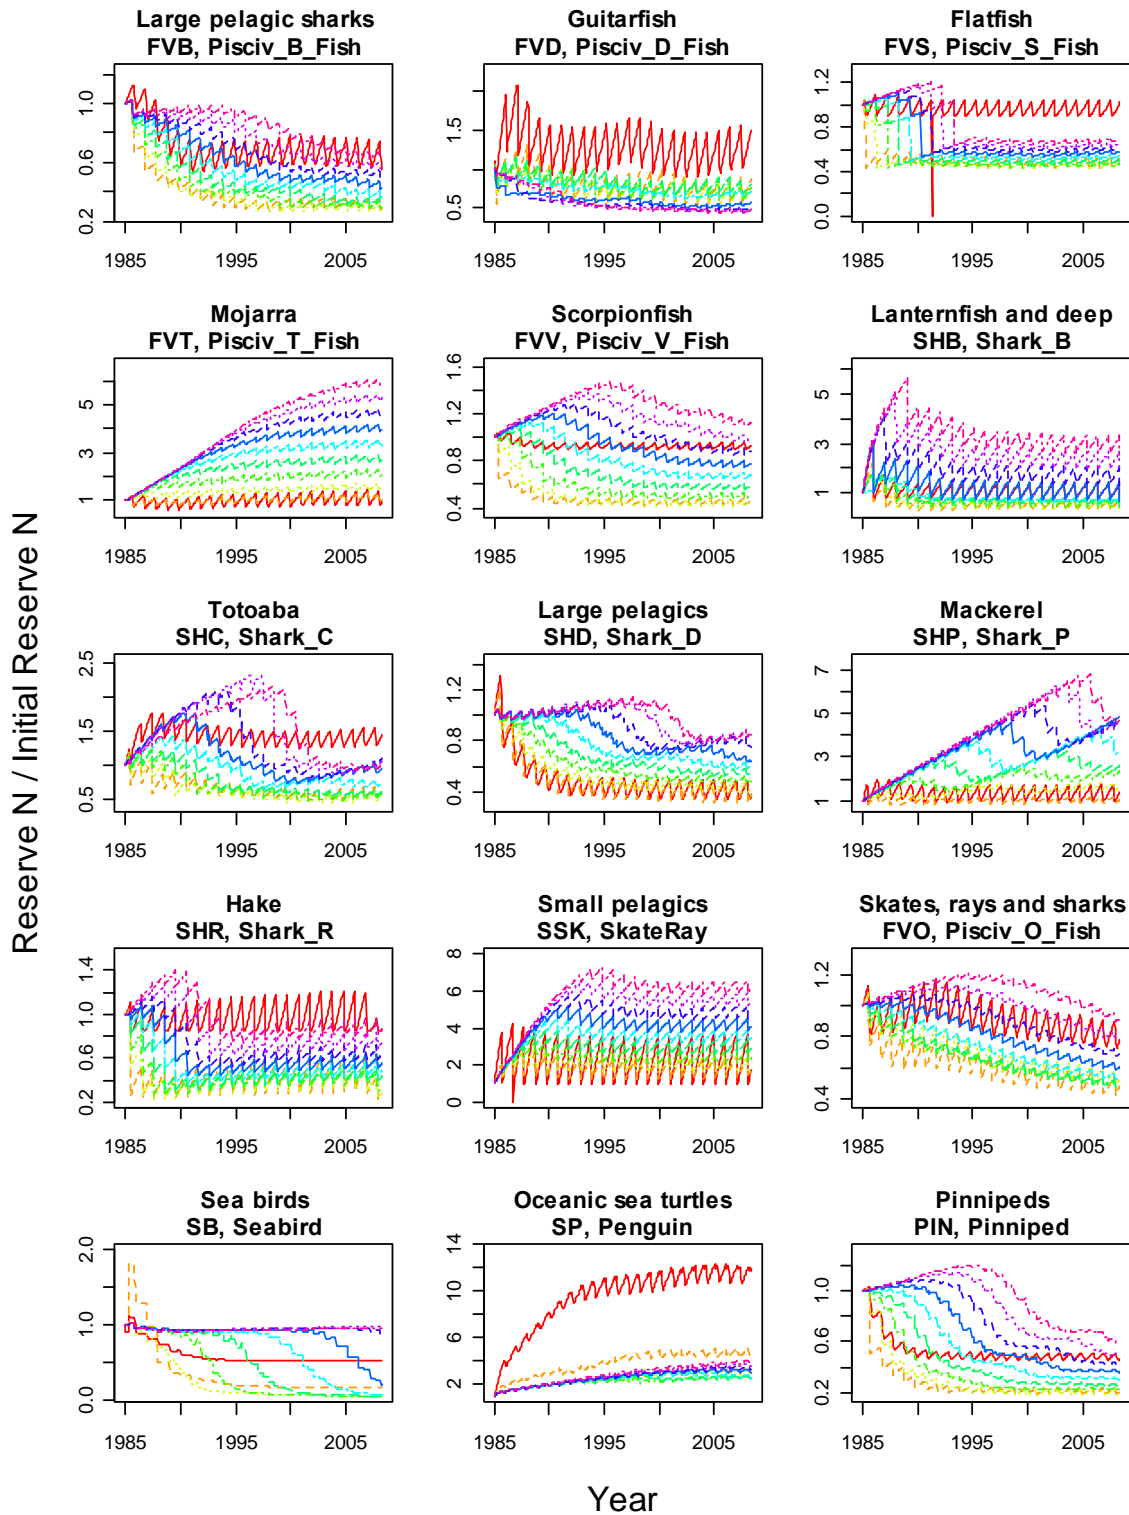 Large pelagic sharks
FVB, Pisciv_B_Fish
Guitarfish
FVD, Pisciv_D_Fish
Flatfish
FVS, Pisciv_S_Fish
0.2 0.6 1.0
1985 1995 2005
0.5 1.5
1985 1995 2005
0.0 0.4 0.8 1.2
1985 1995 2005
Mojarra
FVT, Pisciv_T_Fish
Scorpionfish
FVV, Pisciv_V_Fish
Lanternfish and deep
SHB, Shark_B
1 3 5
1985 1995 2005
0.4 0.8 1.2 1.6
1985 1995 2005
1 3 5
1985 1995 2005
Totoaba
SHC, Shark_C
Large pelagics
SHD, Shark_D
Mackerel
SHP, Shark_P
0.5 1.5 2.5
1985 1995 2005
0.4 0.8 1.2
1985 1995 2005
1 3 5 7
1985 1995 2005
Hake
SHR, Shark_R
Small pelagics
SSK, SkateRay
Skates, rays and sharks
FVO, Pisciv_O_Fish
0.2 0.6 1.0 1.4
1985 1995 2005
0 2 4 6 8
1985 1995 2005
0.4 0.8 1.2
1985 1995 2005
Sea birds
SB, Seabird
Oceanic sea turtles
SP, Penguin
Pinnipeds
PIN, Pinniped
0.0 1.0 2.0
1985 1995 2005
2 6 10 14
1985 1995 2005
0.2 0.6 1.0
1985 1995 2005
Reserve N / Initial Reserve N
Year